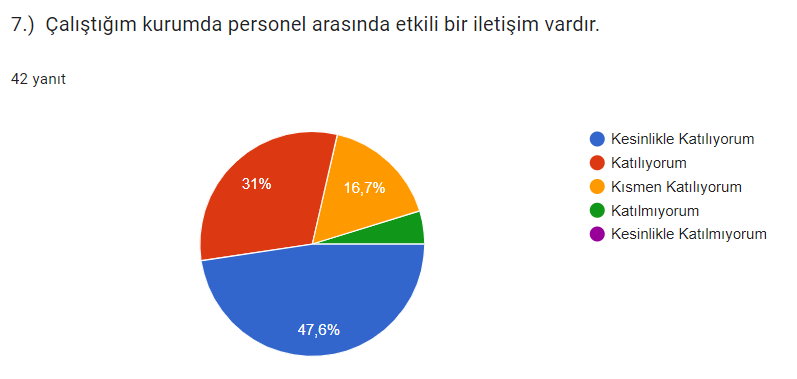 7.) Çalıştığım kurumda personel arasında etkili bir iletişim vardır.
42 yanıt
Kesinlikle Katılıyorum
Katılıyorum
Kısmen Katılıyorum
Katılmıyorum
Kesinlikle Katılmıyorum
31%
16,7%
47,6%